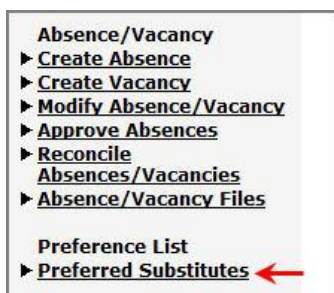 Absence/Vacancy
Create Absence
Create Vacancy
Modify Absence/Vacancy
Approve Absences
Reconcile
Absences/Vacancies
Absence/Vacancy Files
Preference List
Preferred Substitutes